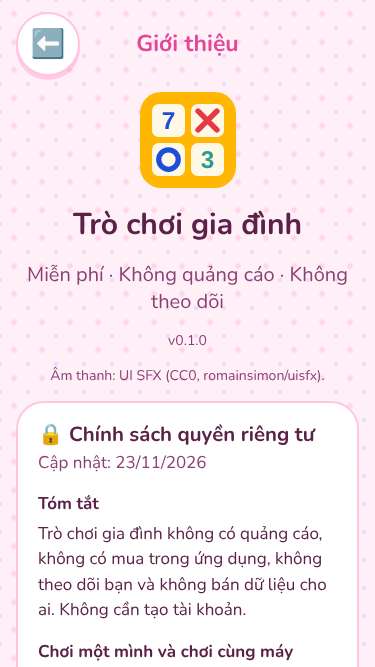 Giới thiệu
7
3
Trò chơi gia đình
Miễn phí · Không quảng cáo · Không
theo dõi
v0.1.0
Âm thanh: UI SFX (CC0, romainsimon/uisfx).
🔒 Chính sách quyền riêng tư
Cập nhật: 23/11/2026
Tóm tắt
Trò chơi gia đình không có quảng cáo,
không có mua trong ứng dụng, không
theo dõi bạn và không bán dữ liệu cho
ai. Không cần tạo tài khoản.
Chơi một mình và chơi cùng máy